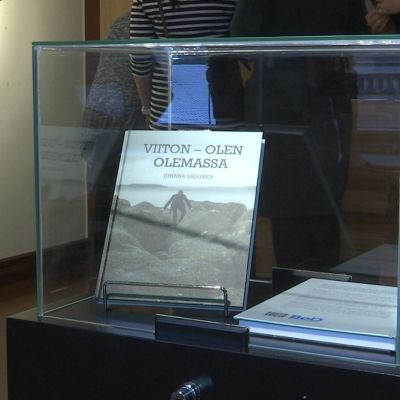 VIITON – OLEN
OLEMASSA
JUHANA SALONEN
BoD